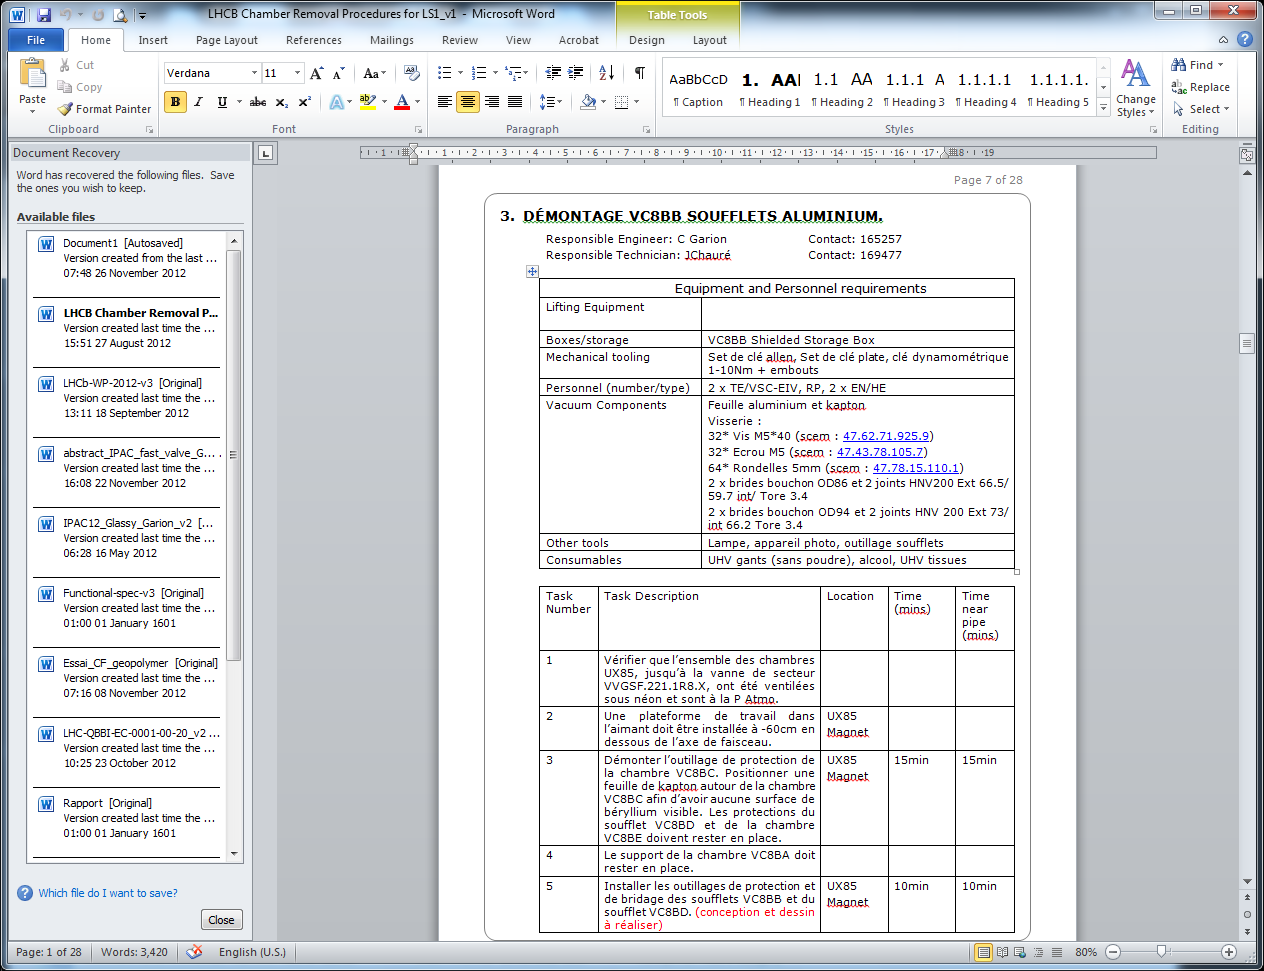 LHCB Chamber Removal Procedures for LS1_v1 - Microsoft Word
Table Tools
File Home Insert Page Layout References Mailings Review View Acrobat Design Layout
Paste
Cut
Copy
Format Painter
Clipboard
Verdana 11
Font
Paragraph
AaBbCcD 1. AAI 1.1 AA 1.1.1 A 1.1.1.1 1.1.1.1.
¶ Caption ¶ Heading 1 ¶ Heading 2 ¶ Heading 3 ¶ Heading 4 ¶ Heading 5
Change Styles
Styles
Find
Replace
Select
Editing
Document Recovery
Word has recovered the following files. Save
the ones you wish to keep.
Available files
Document1 [Autosaved]
Version created from the last ...
07:48 26 November 2012
LHCB Chamber Removal P...
Version created last time the ...
15:51 27 August 2012
LHCb-WP-2012-v3 [Original]
Version created last time the ...
13:11 18 September 2012
abstract_IPAC_fast_valve_G... .
Version created last time the ...
16:08 22 November 2012
IPAC12_Glassy_Garion_v2 [...
Version created last time the ...
06:28 16 May 2012
Functional-spec-v3 [Original]
Version created last time the ...
01:00 01 January 1601
Essai_CF_geopolymer [Original]
Version created last time the ...
07:16 08 November 2012
LHC-QBBI-EC-0001-00-20_v2 ...
Version created last time the ...
10:25 23 October 2012
Rapport [Original]
Version created last time the ...
01:00 01 January 1601
Which file do I want to save?
Close
Page 7 of 28
3. DÉMONTAGE VC8BB SOUFFLETS ALUMINIUM.
Responsible Engineer: C Garion Contact: 165257
Responsible Technician: JChauré Contact: 169477
Equipment and Personnel requirements
Lifting Equipment
Boxes/storage VC8BB Shielded Storage Box
Mechanical tooling Set de clé allen, Set de clé plate, clé dynamométrique
1-10Nm + embouts
Personnel (number/type) 2 x TE/VSC-EIV, RP, 2 x EN/HE
Vacuum Components Feuille aluminium et kapton
Visserie :
32* Vis M5*40 (scem : 47.62.71.925.9)
32* Ecrou M5 (scem : 47.43.78.105.7)
64* Rondelles 5mm (scem : 47.78.15.110.1)
2 x brides bouchon OD86 et 2 joints HNV200 Ext 66.5/
59.7 int/ Tore 3.4
2 x brides bouchon OD94 et 2 joints HNV 200 Ext 73/
int 66.2 Tore 3.4
Other tools Lampe, appareil photo, outillage soufflets
Consumables UHV gants (sans poudre), alcool, UHV tissues
Task Number Task Description Location Time (mins) Time near pipe (mins)
1 Vérifier que l'ensemble des chambres
UX85, jusqu'à la vanne de secteur
VVGSF.221.1R8.X, ont été ventilées
sous néon et sont à la P Atmo.
2 Une plateforme de travail dans UX85
l'aimant doit être installée à -60cm en Magnet
dessous de l'axe de faisceau.
3 Démonter l'outillage de protection de UX85 15min 15min
la chambre VC8BC. Positionner une Magnet
feuille de kapton autour de la chambre
VC8BC afin d'avoir aucune surface de
béryllium visible. Les protections du
soufflet VC8BD et de la chambre
VC8BE doivent rester en place.
4 Le support de la chambre VC8BA doit
rester en place.
5 Installer les outillages de protection et UX85 10min 10min
de bridage des soufflets VC8BB et du Magnet
soufflet VC8BD. (conception et dessin
à réaliser)
Page: 1 of 28 Words: 3,420 English (U.S.) 80%